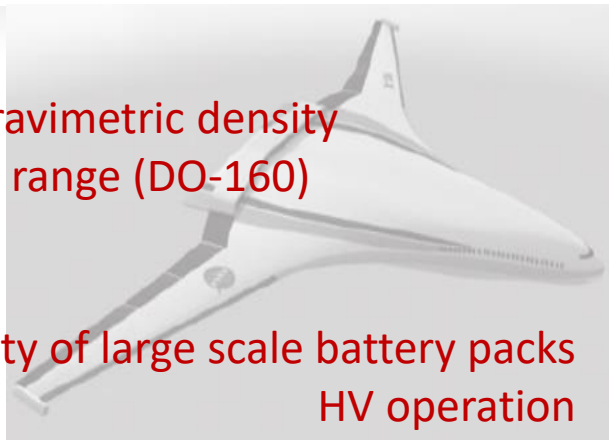 ravimetric density
range (DO-160)
ty of large scale battery packs
HV operation